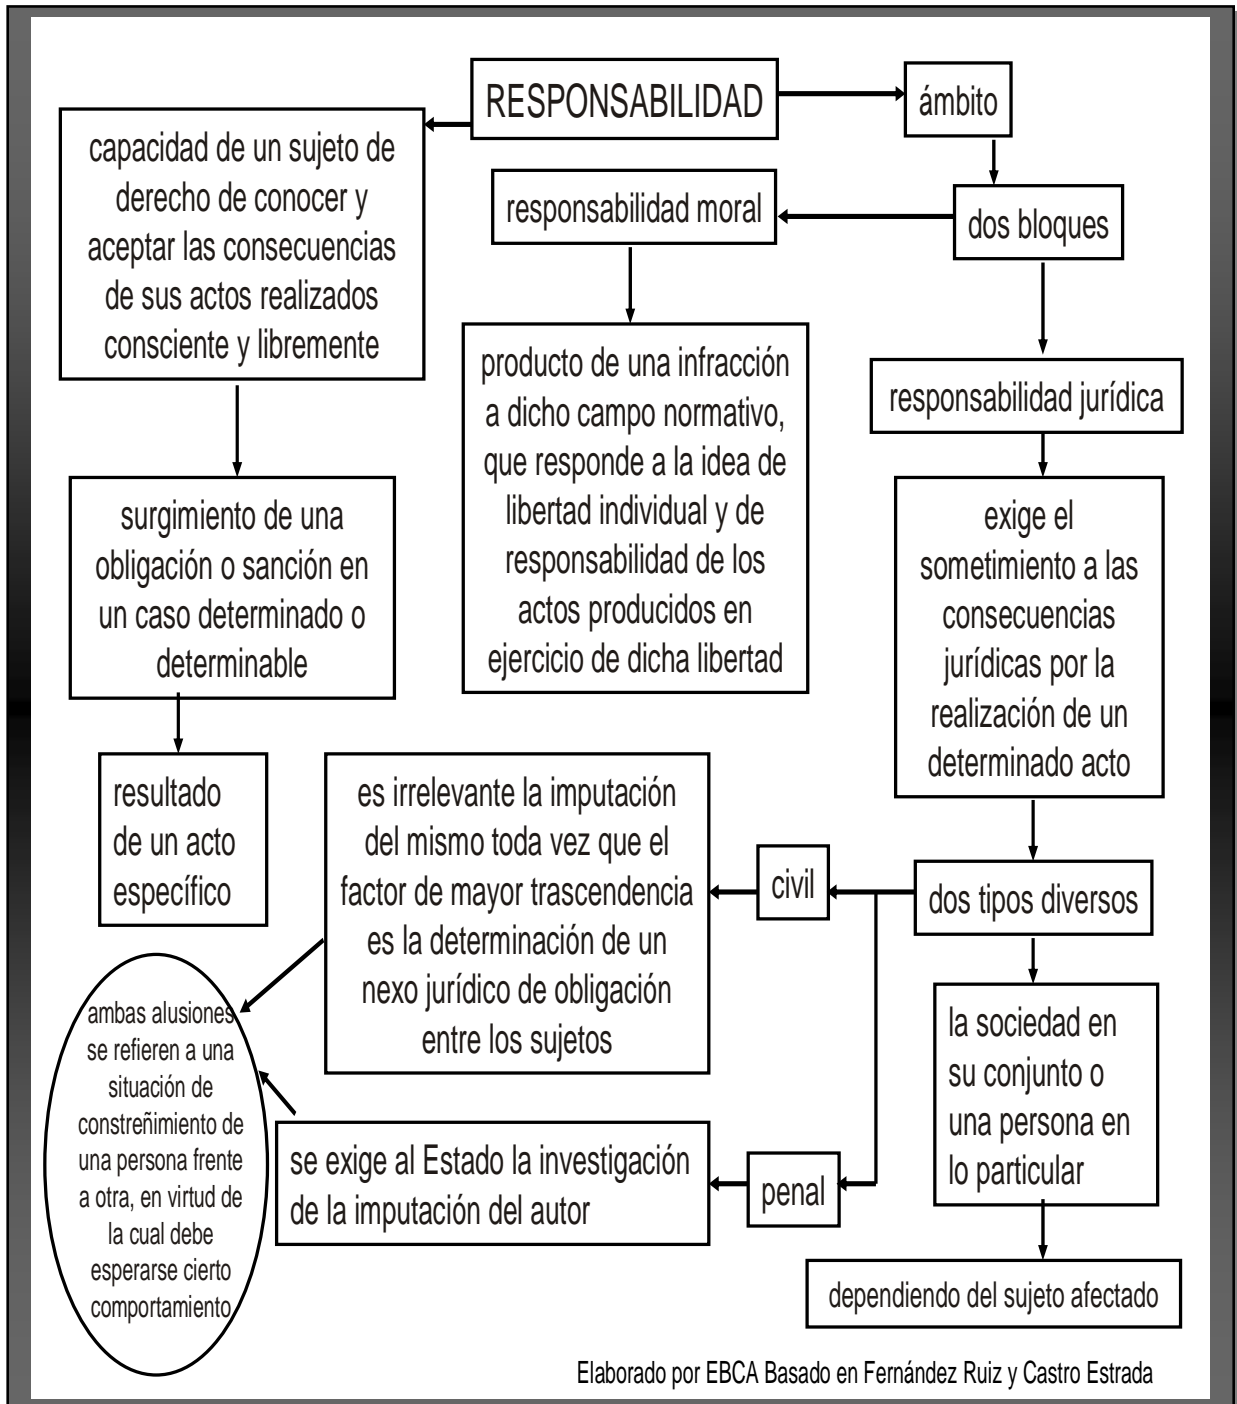 RESPONSABILIDAD
ámbito
capacidad de un sujeto de
derecho de conocer y
aceptar las consecuencias
de sus actos realizados
consciente y libremente
responsabilidad moral
dos bloques
producto de una infracción
a dicho campo normativo,
que responde a la idea de
libertad individual y de
responsabilidad de los
actos producidos en
ejercicio de dicha libertad
responsabilidad jurídica
surgimiento de una
obligación o sanción en
un caso determinado o
determinable
exige el
sometimiento a las
consecuencias
jurídicas por la
realización de un
determinado acto
resultado
de un acto
específico
es irrelevante la imputación
del mismo toda vez que el
factor de mayor trascendencia
es la determinación de un
nexo jurídico de obligación
entre los sujetos
civil
dos tipos diversos
la sociedad en
su conjunto o
una persona en
lo particular
ambas alusiones
se refieren a una
situación de
constreñimiento de
una persona frente
a otra, en virtud de
la cual debe
esperarse cierto
comportamiento
se exige al Estado la investigación
de la imputación del autor
penal
dependiendo del sujeto afectado
Elaborado por EBCA Basado en Fernández Ruiz y Castro Estrada